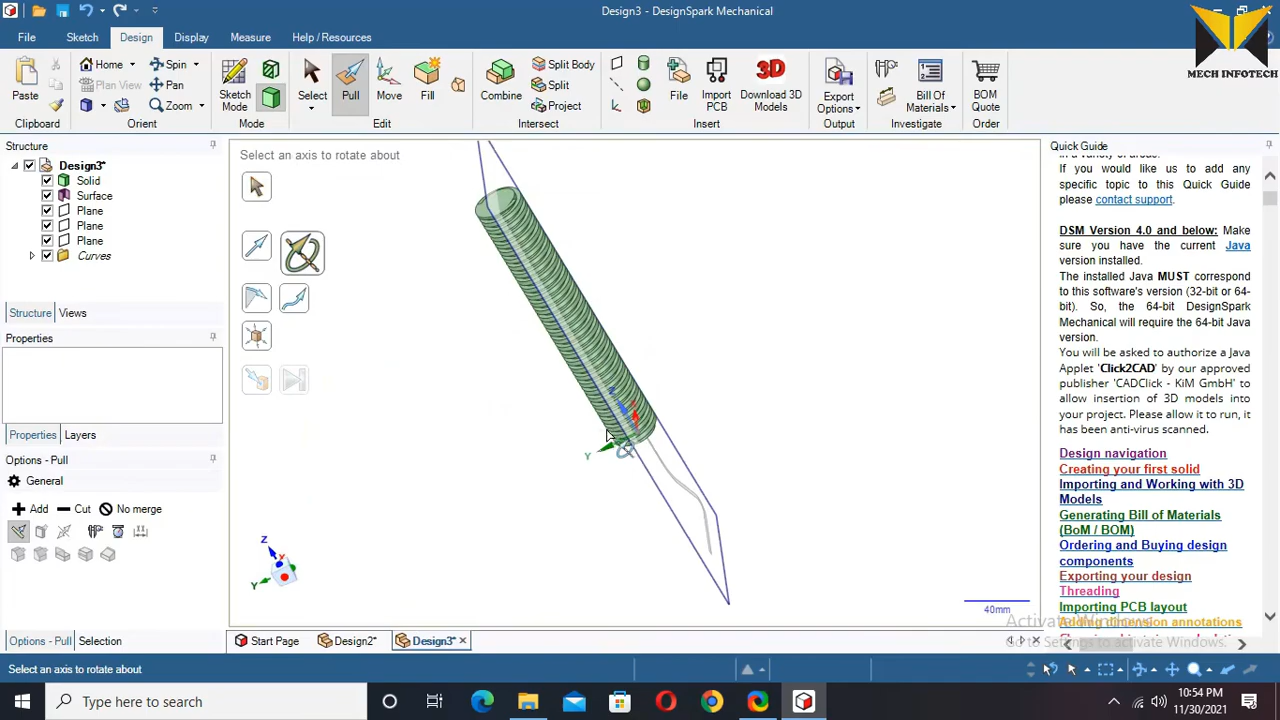 Design3* - DesignSpark Mechanical
MECH INFOTECH
File
Sketch
Design
Display
Measure
Help / Resources
Home
Spin
Plan View
Pan
Zoom
Paste
Sketch
Mode
Select
Pull
Move
Fill
Combine
Split Body
Split
Project
File
Import
PCB
3D
Download 3D
Models
Export
Options
Bill Of
Materials
BOM
Quote
Clipboard
Orient
Mode
Edit
Intersect
Insert
Output
Investigate
Order
Structure
Design3*
Solid
Surface
Plane
Plane
Plane
Curves
Structure
Views
Properties
Properties
Layers
Options - Pull
General
Add
Cut
No merge
Options - Pull
Selection
Select an axis to rotate about
Z
Y
Z
X
Y
40mm
Start Page
Design2*
Design3*
Quick Guide
If you would like us to add
any specific topic to this Quick Guide
please contact support.
DSM Version 4.0 and below: Make
sure you have the current Java
version installed.
The installed Java MUST correspond
to this software's version (32-bit or 64-
bit). So, the 64-bit DesignSpark
Mechanical will require the 64-bit Java
version.
You will be asked to authorize a Java
Applet 'Click2CAD' by our approved
publisher 'CADClick - KiM GmbH' to
allow insertion of 3D models into
your project. Please allow it to run, it
has been anti-virus scanned.
Design navigation
Creating your first solid
Importing and Working with 3D
Models
Generating Bill of Materials
(BoM / BOM)
Ordering and Buying design
components
Exporting your design
Threading
Importing PCB layout
Adding dimension annotations
Activate Windows
Go to Settings to activate Windows.
Select an axis to rotate about
Type here to search
10:54 PM
11/30/2021